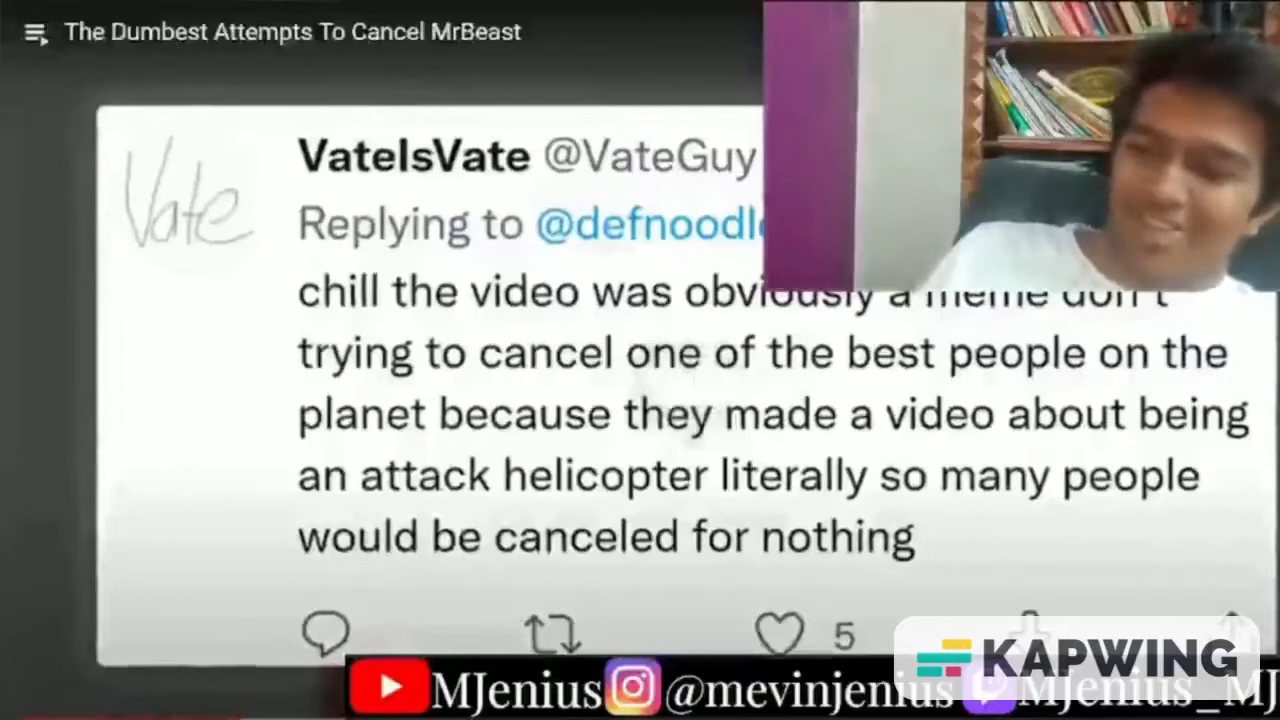 The Dumbest Attempts To Cancel MrBeast
Vate
VateIsVate @VateGuy
Replying to @defnoodl
chill the video was obviously a meme don't
trying to cancel one of the best people on the
planet because they made a video about being
an attack helicopter literally so many people
would be canceled for nothing
5
KAPWING
MJenius @mevinjenius MJenius_MJ